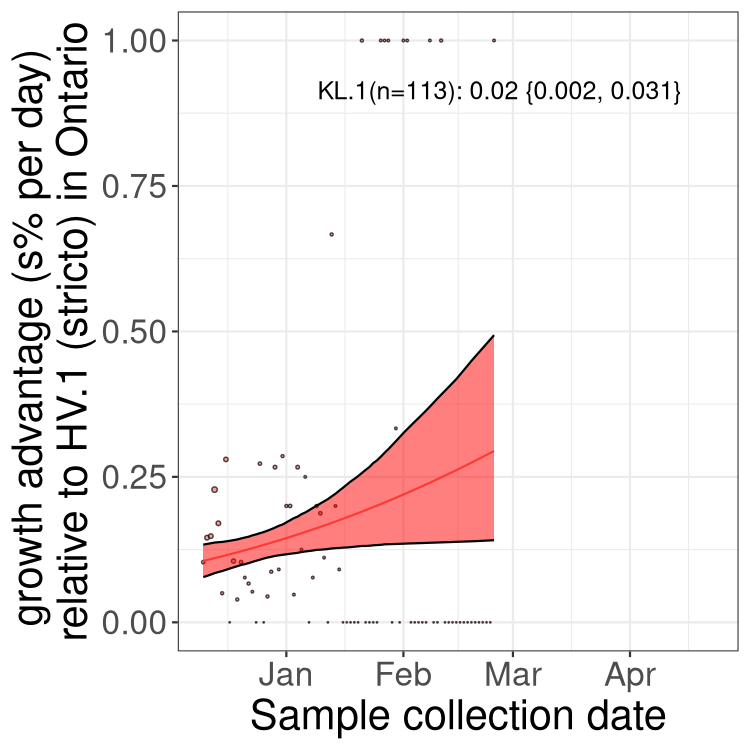 growth advantage (s% per day)
relative to HV.1 (stricto) in Ontario
1.00
0.75
0.50
0.25
0.00
KL.1(n=113): 0.02 {0.002, 0.031}
Jan Feb Mar Apr
Sample collection date